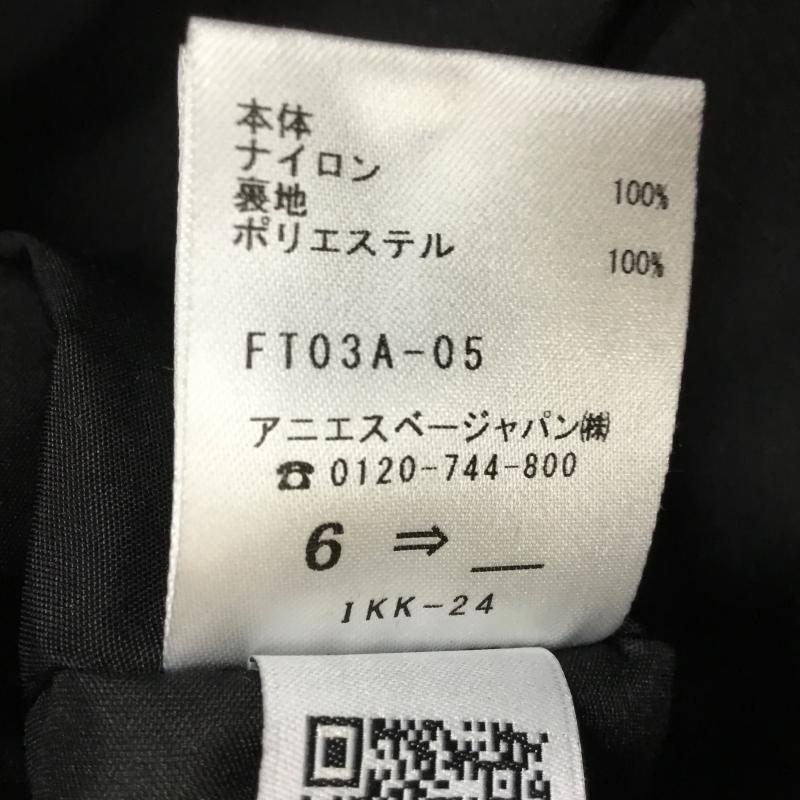 本体
ナイロン 100%
裏地
ポリエステル 100%
FT03A-05
アニエスベージャパン㈱
☎0120-744-800
6 ⇒ __
IKK-24